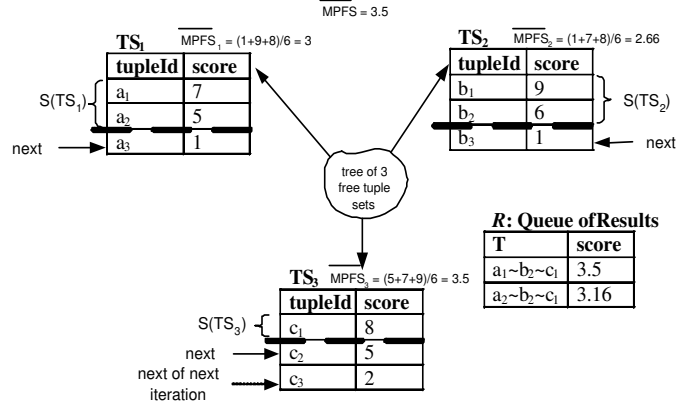 MPFS = 3.5
TS1 MPFS1 = (1+9+8)/6 = 3
tupleId score
a1 7
a2 5
a3 1
S(TS1)
next
TS2 MPFS2 = (1+7+8)/6 = 2.66
tupleId score
b1 9
b2 6
b3 1
S(TS2)
next
tree of 3
free tuple
sets
R: Queue of Results
T score
a1~b2~c1 3.5
a2~b2~c1 3.16
TS3 MPFS3 = (5+7+9)/6 = 3.5
tupleId score
c1 8
c2 5
c3 2
S(TS3)
next
next of next
iteration